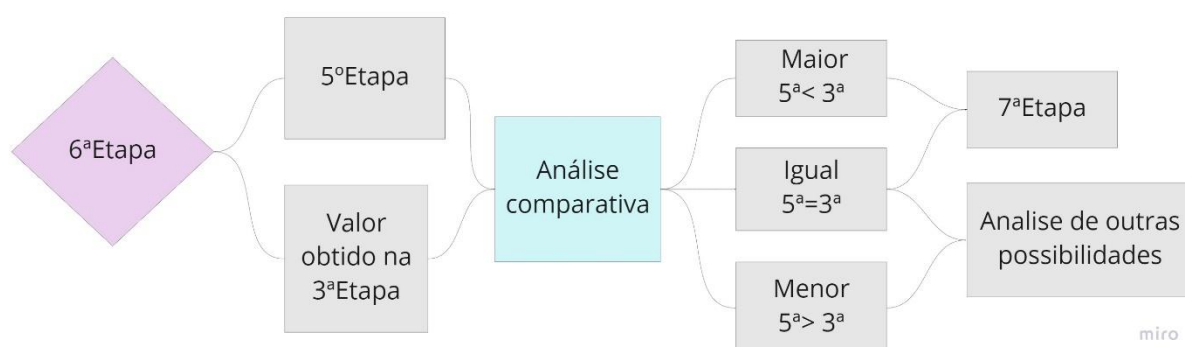 6ªEtapa
5ºEtapa
Valor
obtido na
3ªEtapa
Análise
comparativa
Maior
5ª< 3ª
Igual
5ª=3ª
Menor
5ª> 3ª
7ªEtapa
Analise de outras
possibilidades
miro